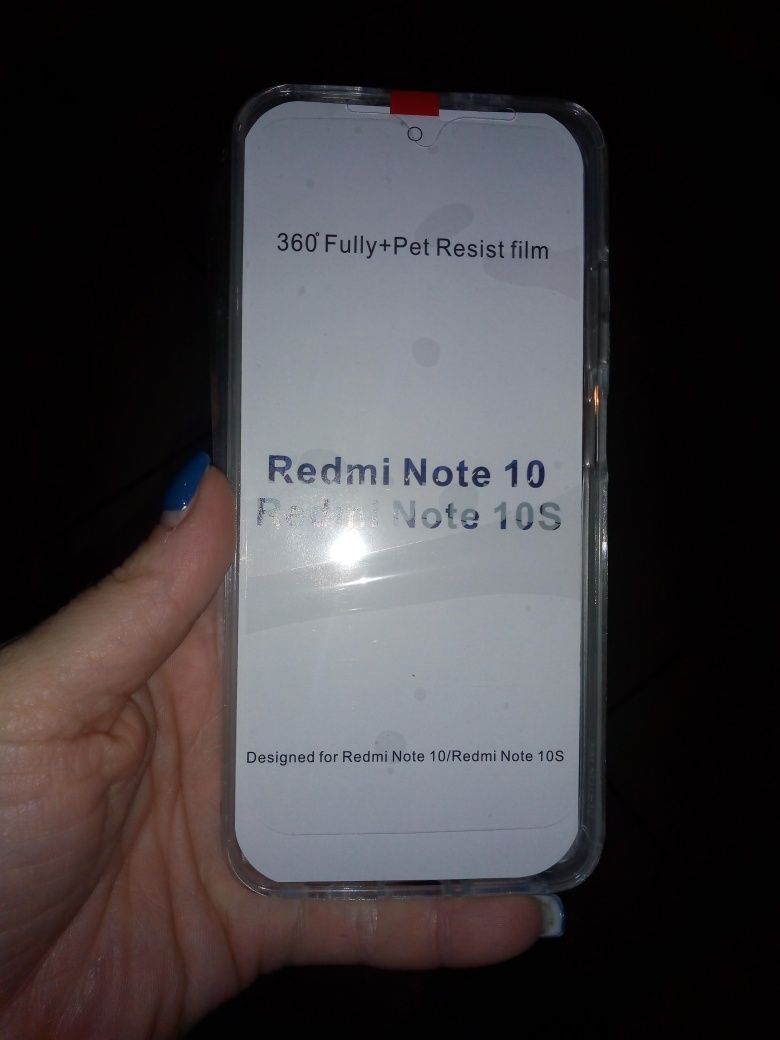 360° Fully+Pet Resist film
Redmi Note 10
Redmi Note 10S
Designed for Redmi Note 10/Redmi Note 10S